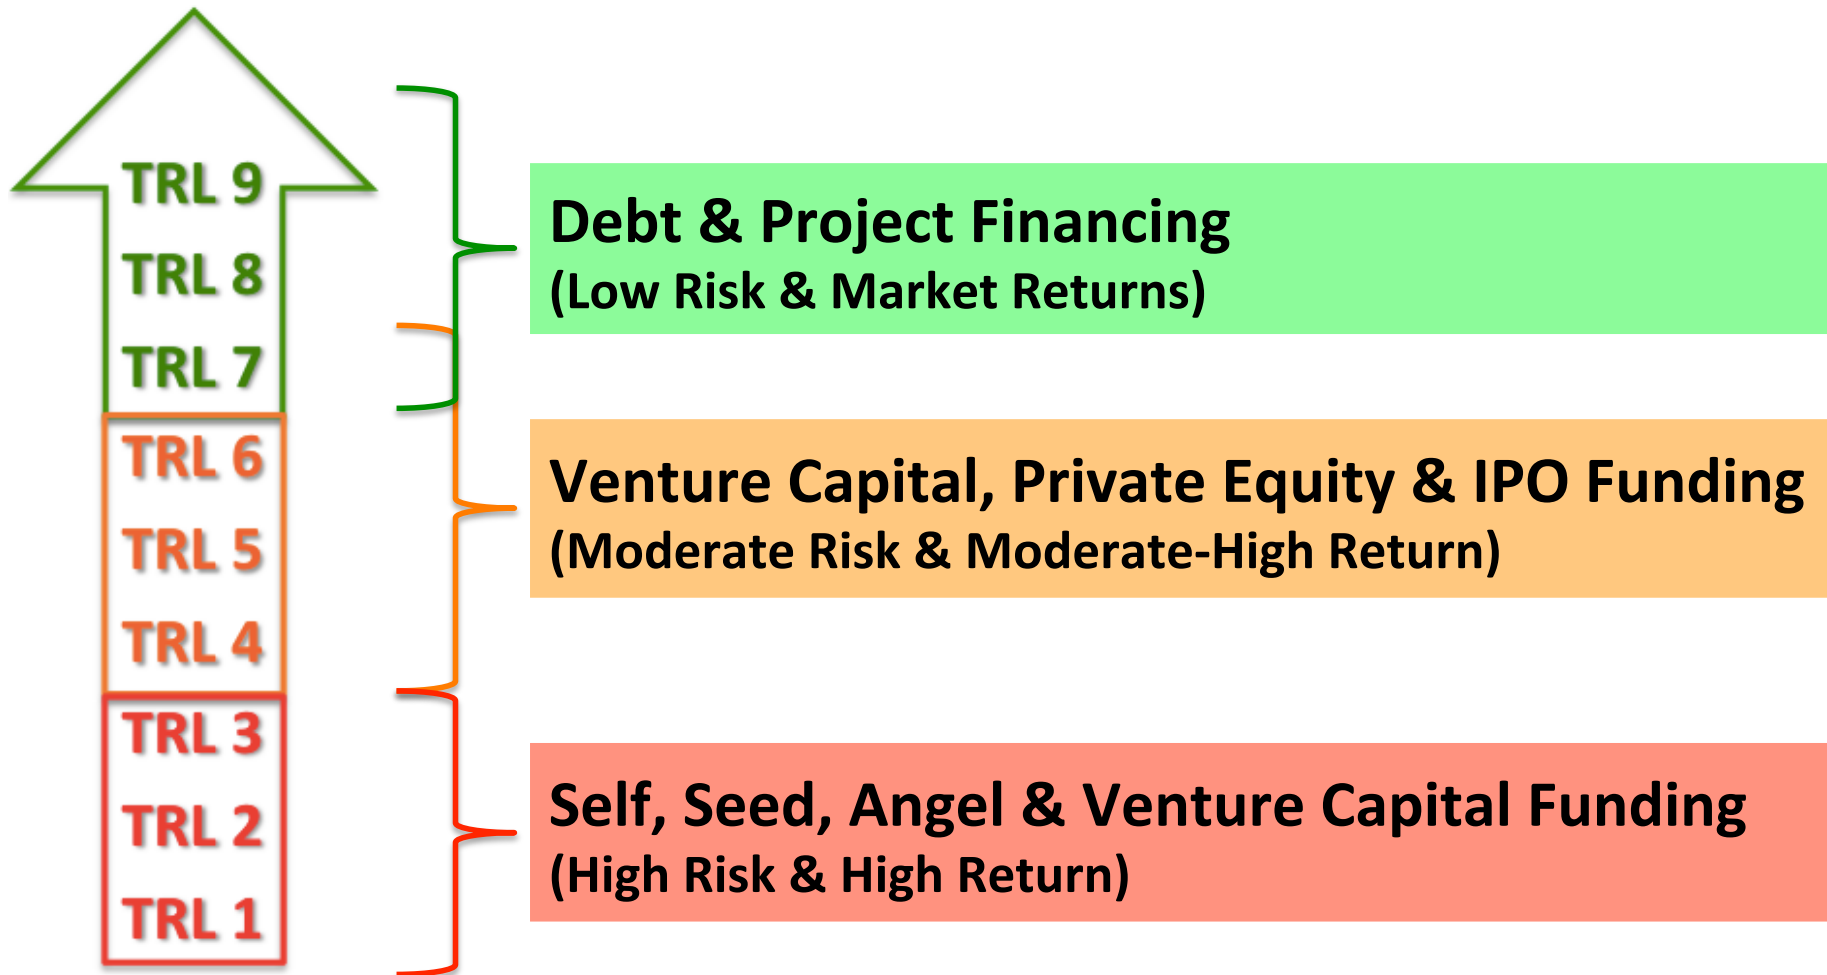 TRL 9
TRL 8
TRL 7
TRL 6
TRL 5
TRL 4
TRL 3
TRL 2
TRL 1
Debt & Project Financing
(Low Risk & Market Returns)
Venture Capital, Private Equity & IPO Funding
(Moderate Risk & Moderate-High Return)
Self, Seed, Angel & Venture Capital Funding
(High Risk & High Return)